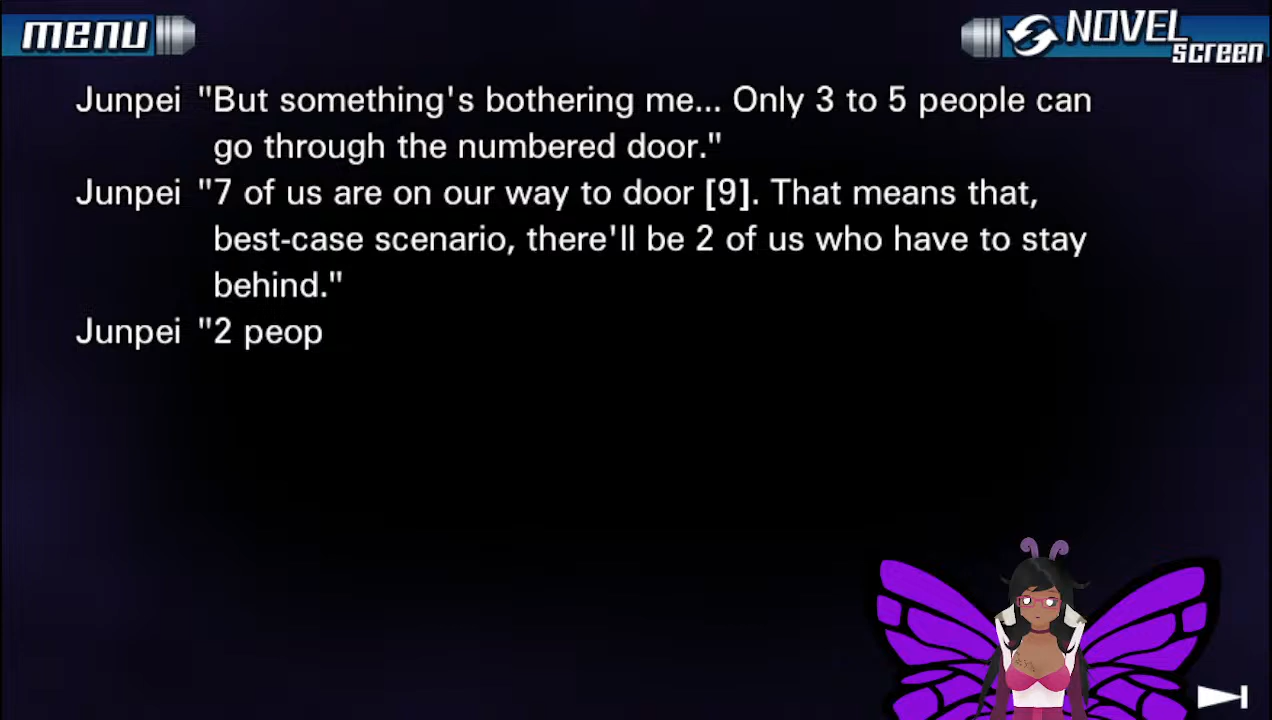 menu
NOVEL
screen
Junpei "But something's bothering me... Only 3 to 5 people can
go through the numbered door."
Junpei "7 of us are on our way to door [9]. That means that,
best-case scenario, there'll be 2 of us who have to stay
behind."
Junpei "2 peop